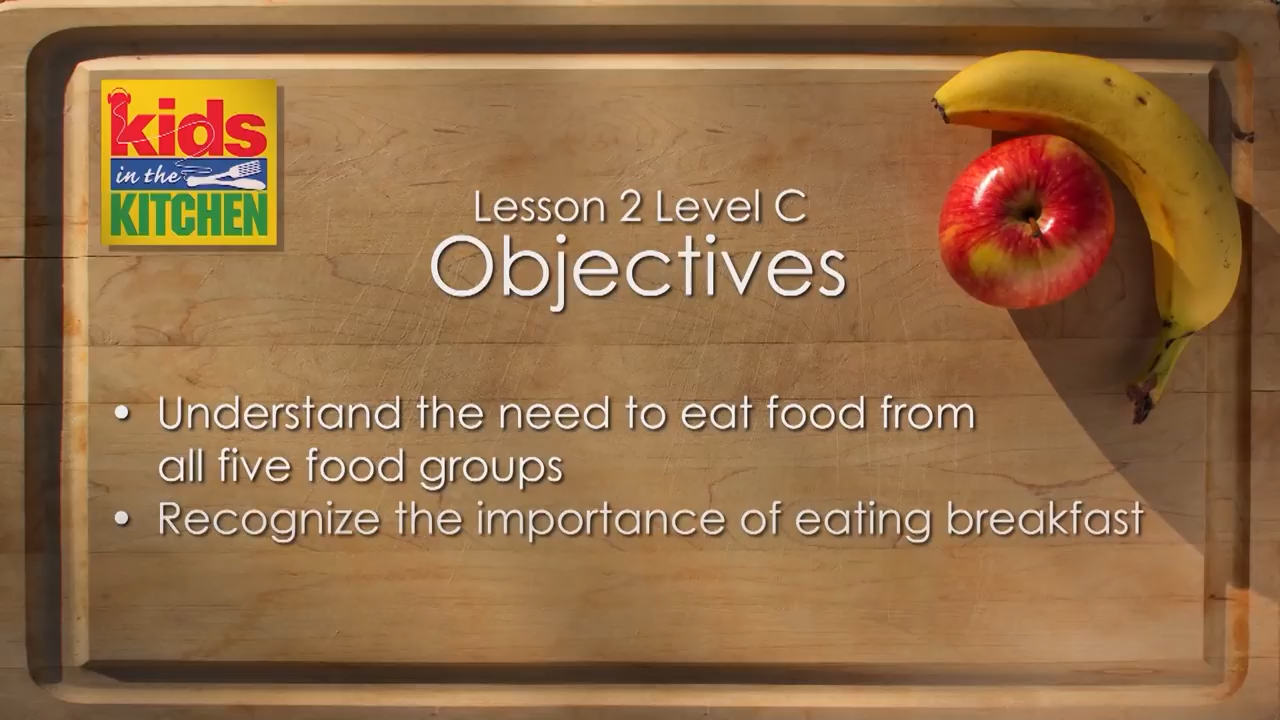 kids
in the
KITCHEN
Lesson 2 Level C
Objectives
• Understand the need to eat food from
all five food groups
• Recognize the importance of eating breakfast